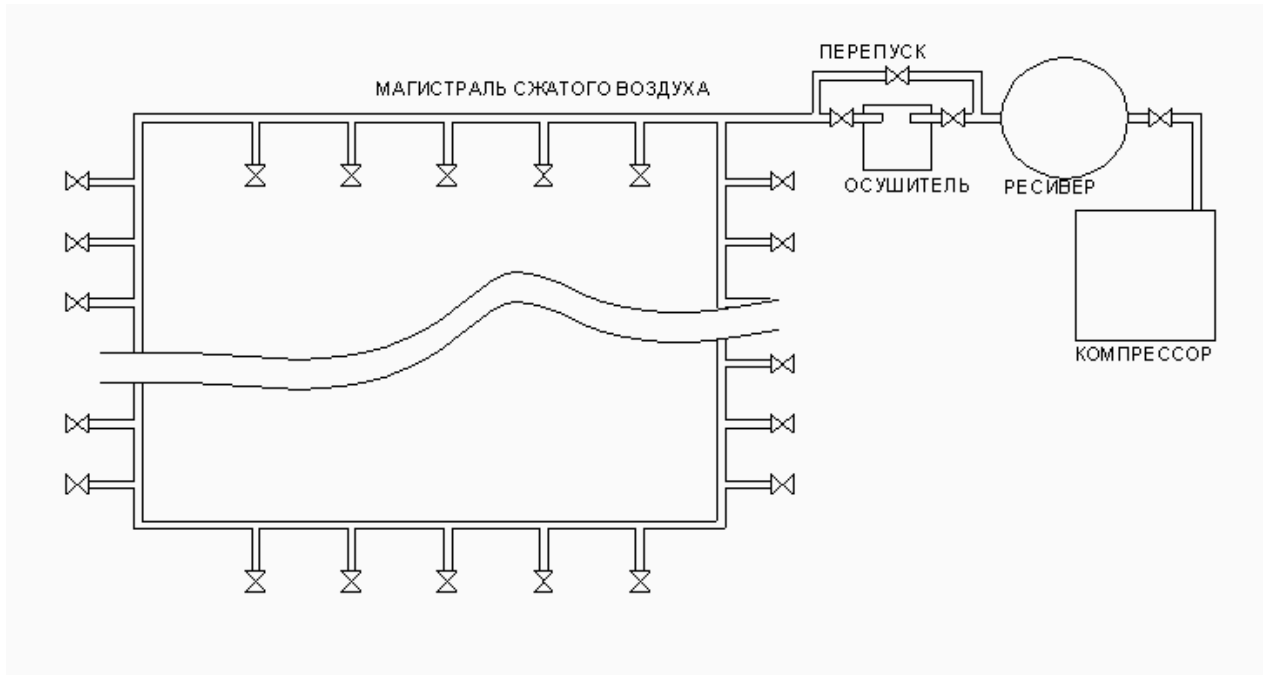 ПЕРЕПУСК
МАГИСТРАЛЬ СЖАТОГО ВОЗДУХА
ОСУШИТЕЛЬ
РЕСИВЕР
КОМПРЕССОР